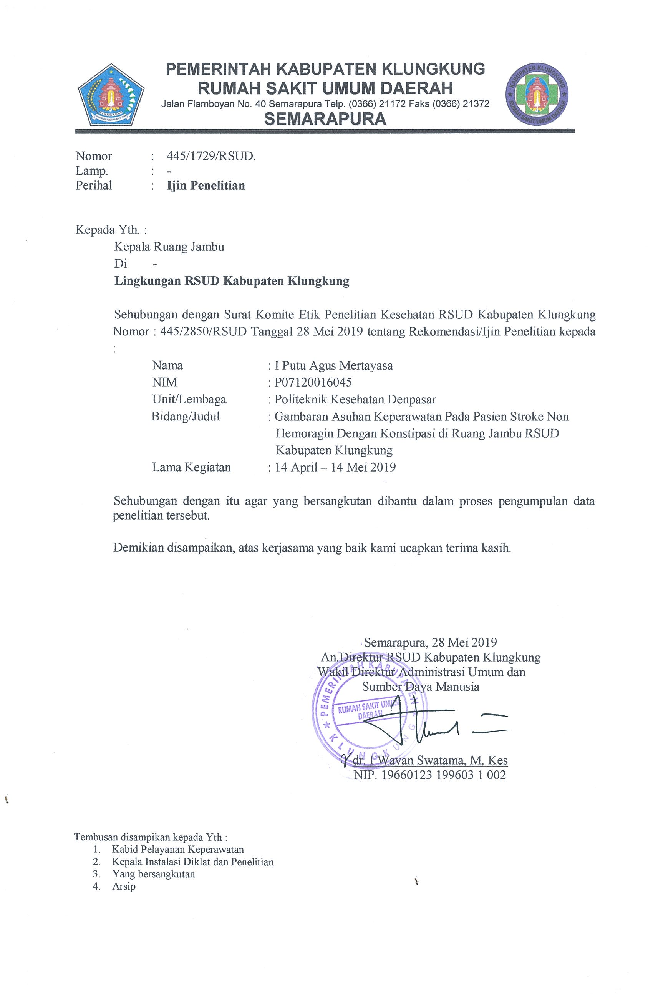 PEMERINTAH KABUPATEN KLUNGKUNG
RUMAH SAKIT UMUM DAERAH
Jalan Flamboyan No. 40 Semarapura Telp. (0366) 21172 Faks (0366) 21372
SEMARAPURA
KLUNGKUNG
KABUPATEN KLUNGKUNG
RUMAH SAKIT UMUM DAERAH
Nomor : 445/1729/RSUD.
Lamp. : -
Perihal : Ijin Penelitian
Kepada Yth. :
Kepala Ruang Jambu
Di -
Lingkungan RSUD Kabupaten Klungkung
Sehubungan dengan Surat Komite Etik Penelitian Kesehatan RSUD Kabupaten Klungkung
Nomor : 445/2850/RSUD Tanggal 28 Mei 2019 tentang Rekomendasi/Ijin Penelitian kepada
:
Nama : I Putu Agus Mertayasa
NIM : P07120016045
Unit/Lembaga : Politeknik Kesehatan Denpasar
Bidang/Judul : Gambaran Asuhan Keperawatan Pada Pasien Stroke Non
Hemoragin Dengan Konstipasi di Ruang Jambu RSUD
Kabupaten Klungkung
Lama Kegiatan : 14 April – 14 Mei 2019
Sehubungan dengan itu agar yang bersangkutan dibantu dalam proses pengumpulan data
penelitian tersebut.
Demikian disampaikan, atas kerjasama yang baik kami ucapkan terima kasih.
Semarapura, 28 Mei 2019
An.Direktur RSUD Kabupaten Klungkung
Wakil Direktur Administrasi Umum dan
Sumber Daya Manusia
PEMERINTAH KABUPATEN
RUMAH SAKIT UMUM
DAERAH
KLUNGKUNG
dr. I Wayan Swatama, M. Kes
NIP. 19660123 199603 1 002
Tembusan disampikan kepada Yth :
1. Kabid Pelayanan Keperawatan
2. Kepala Instalasi Diklat dan Penelitian
3. Yang bersangkutan
4. Arsip